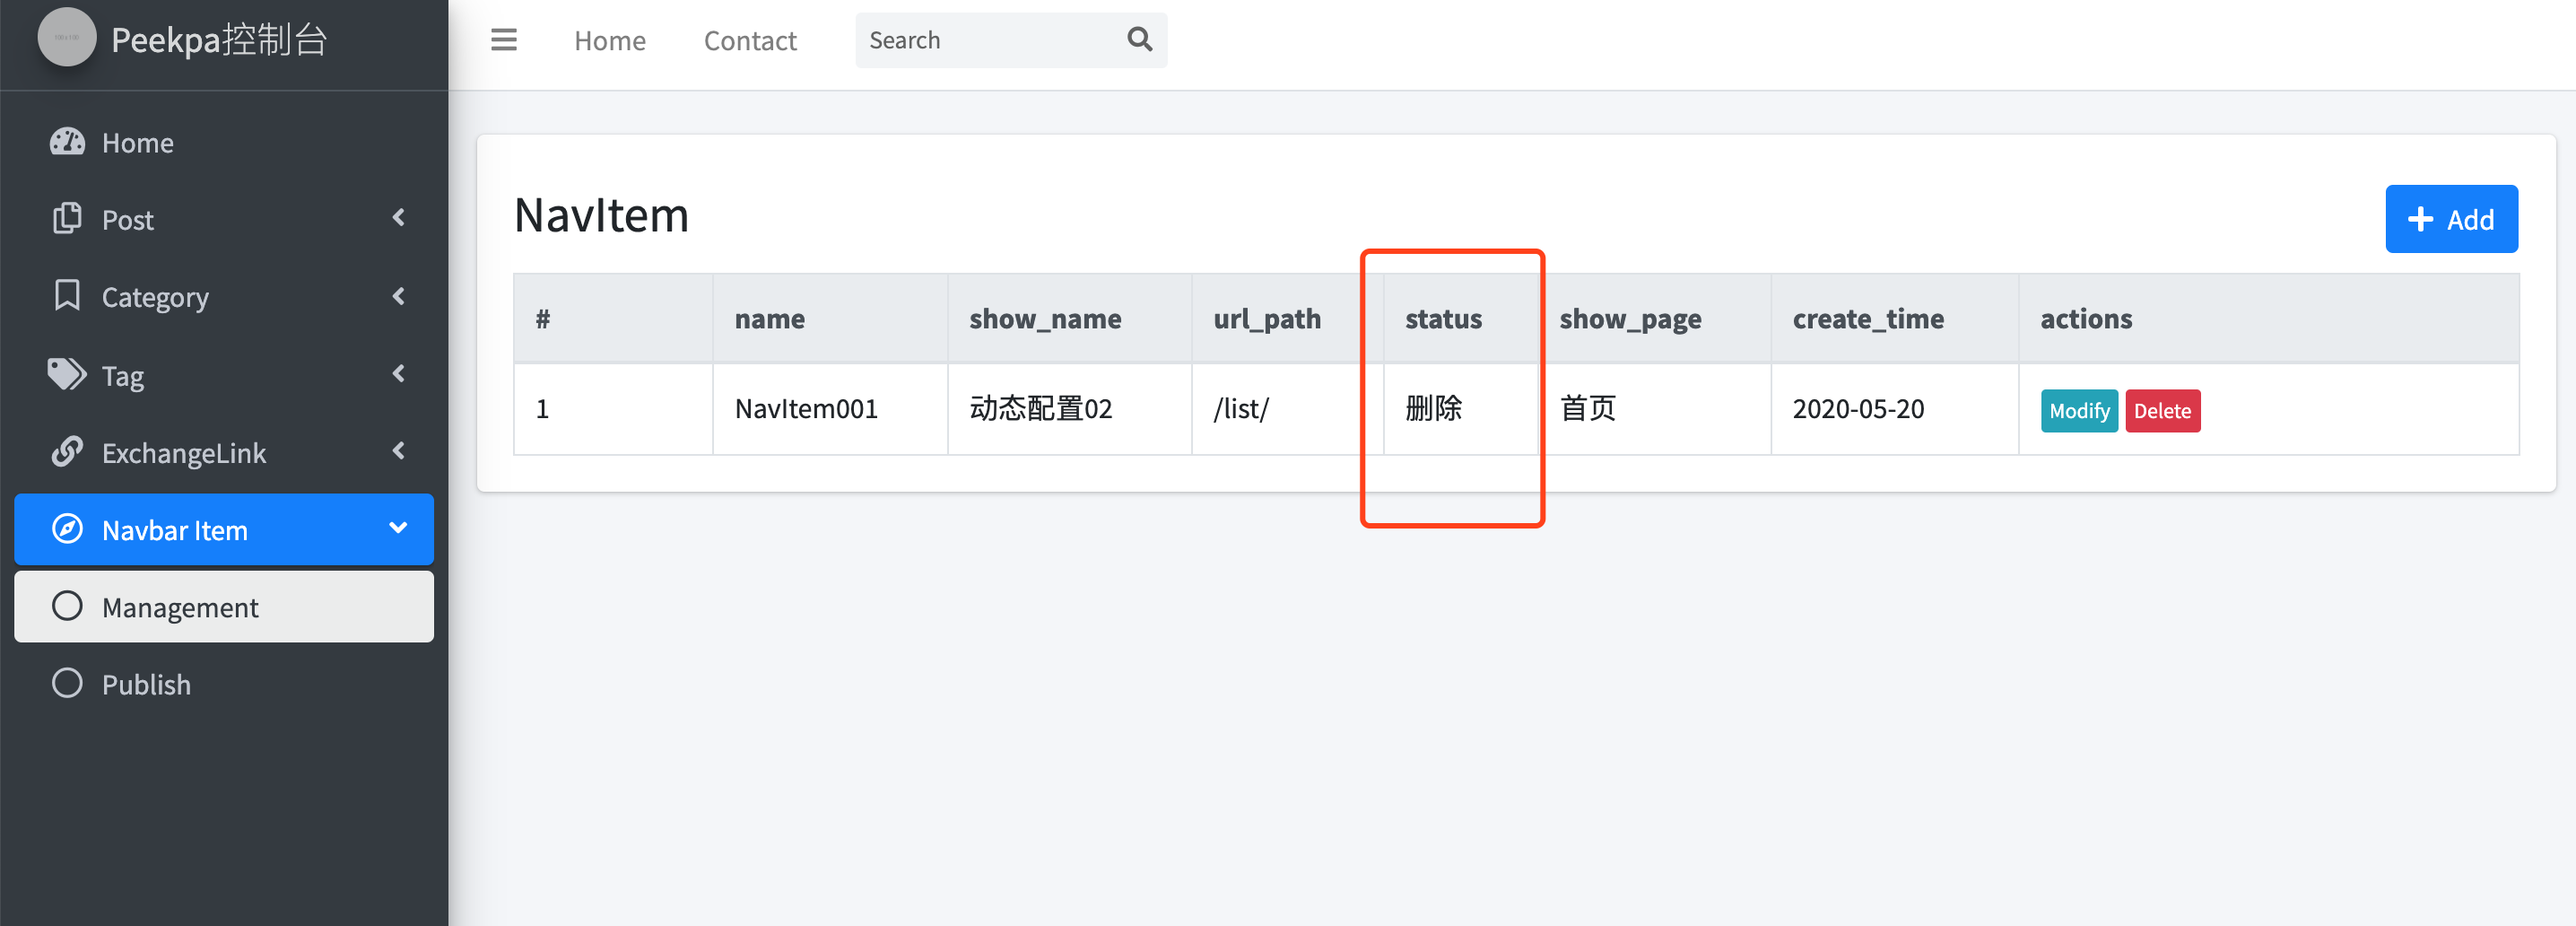 Peekpa控制台
Home
Contact
Search
Home
Post
Category
Tag
ExchangeLink
Navbar Item
Management
Publish
NavItem
Add
# name show_name url_path status show_page create_time actions
1 NavItem001 动态配置02 /list/ 删除 首页 2020-05-20 Modify Delete